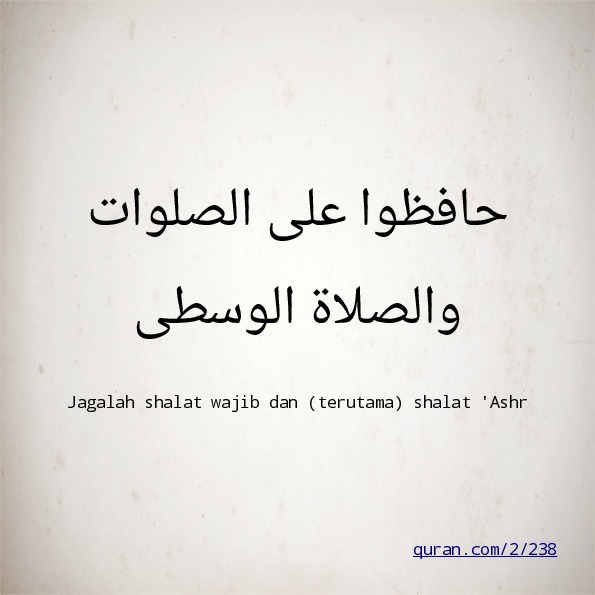 حافظوا على الصلوات
والصلاة الوسطى
Jagalah shalat wajib dan (terutama) shalat 'Ashr
quran.com/2/238